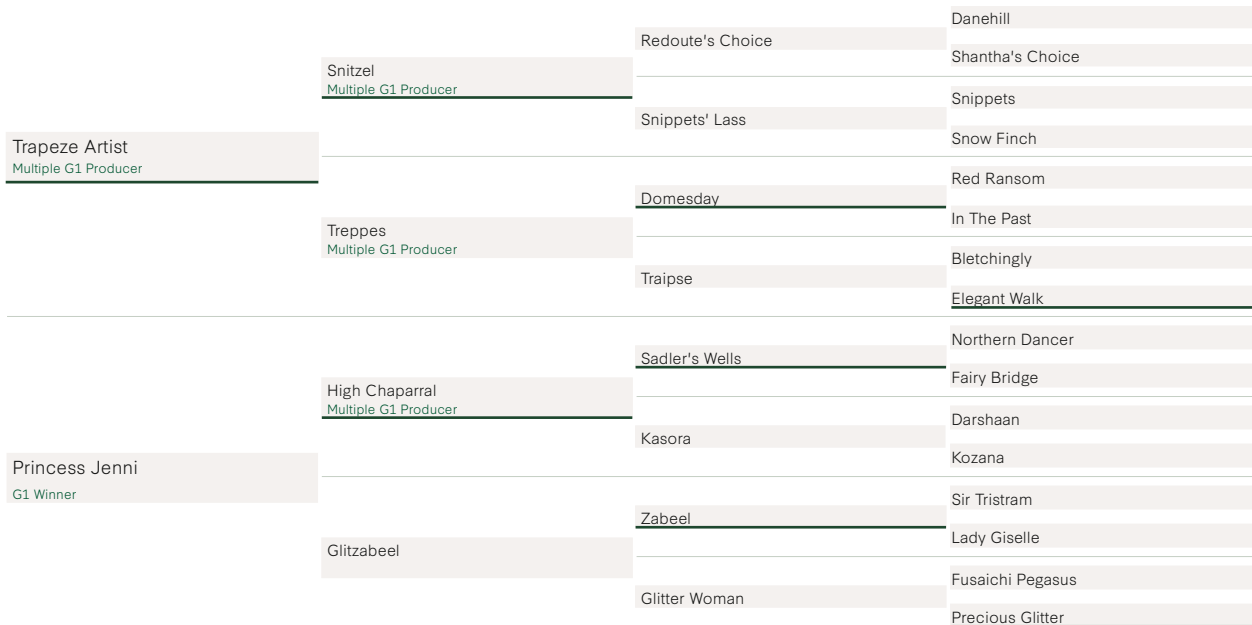 Trapeze Artist
Multiple G1 Producer
Princess Jenni
G1 Winner
Snitzel
Multiple G1 Producer
Treppes
Multiple G1 Producer
High Chaparral
Multiple G1 Producer
Glitzabeel
Redoute's Choice
Snippets' Lass
Domesday
Traipse
Sadler's Wells
Kasora
Zabeel
Glitter Woman
Danehill
Shantha's Choice
Snippets
Snow Finch
Red Ransom
In The Past
Bletchingly
Elegant Walk
Northern Dancer
Fairy Bridge
Darshaan
Kozana
Sir Tristram
Lady Giselle
Fusaichi Pegasus
Precious Glitter